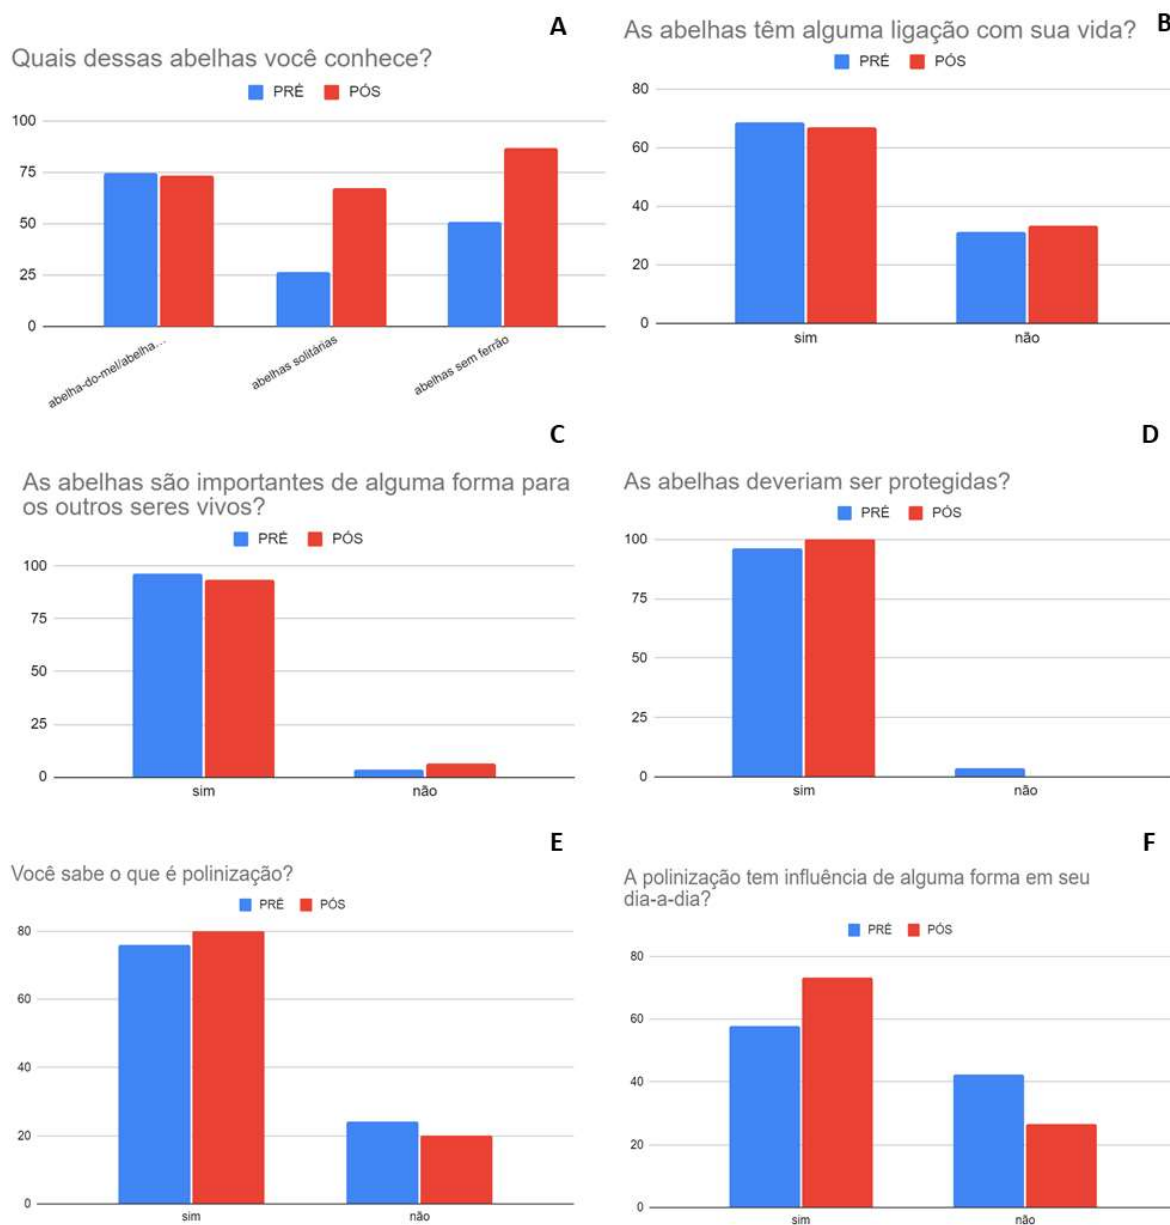 A
Quais dessas abelhas você conhece?
PRÉ PÓS
100
75
50
25
0
abelha-do-mel/abelha…
abelhas solitárias
abelhas sem ferrão
B
As abelhas têm alguma ligação com sua vida?
PRÉ PÓS
80
60
40
20
0
sim não
C
As abelhas são importantes de alguma forma para
os outros seres vivos?
PRÉ PÓS
100
75
50
25
0
sim não
D
As abelhas deveriam ser protegidas?
PRÉ PÓS
100
75
50
25
0
sim não
E
Você sabe o que é polinização?
PRÉ PÓS
80
60
40
20
0
sim não
F
A polinização tem influência de alguma forma em seu
dia-a-dia?
PRÉ PÓS
80
60
40
20
0
sim não